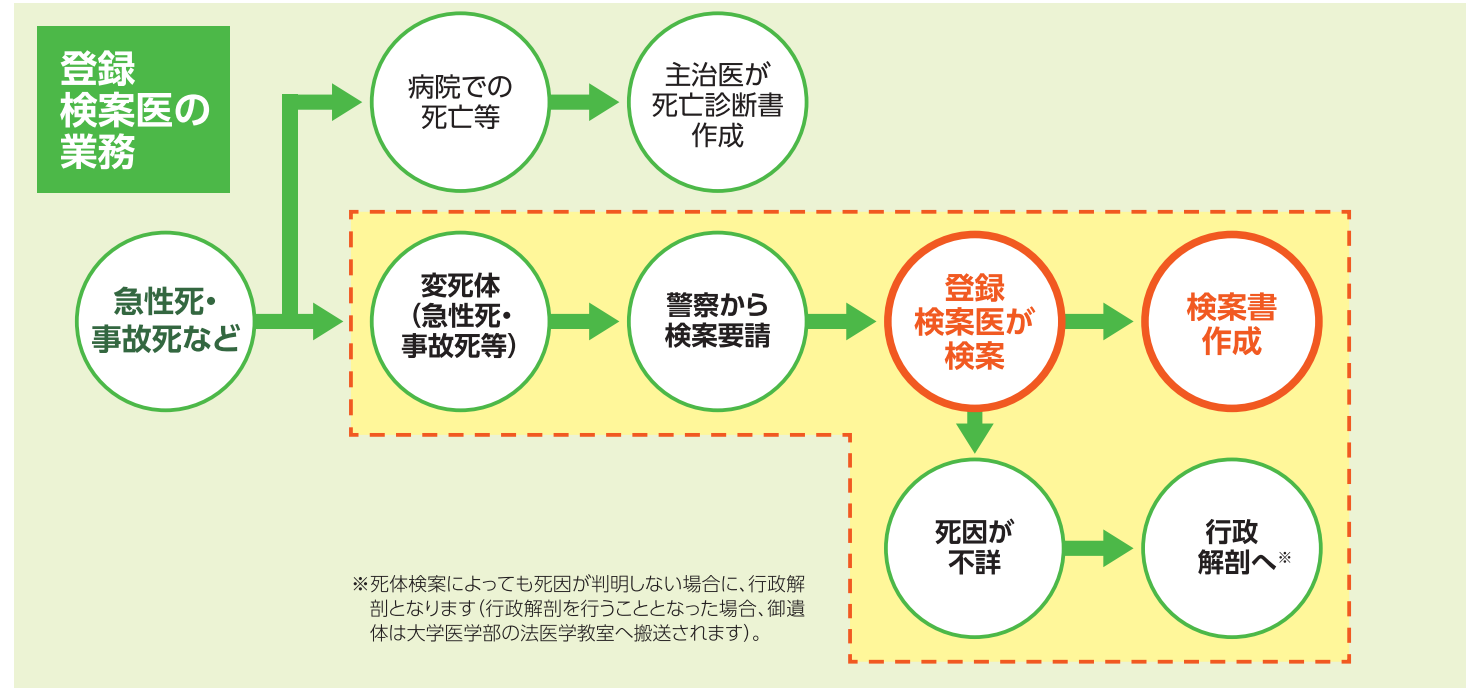 登録
検案医の
業務
病院での
死亡等
主治医が
死亡診断書
作成
急性死・
事故死など
変死体
（急性死・
事故死等）
警察から
検案要請
登録
検案医が
検案
検案書
作成
死因が
不詳
行政
解剖へ※
※死体検案によっても死因が判明しない場合に、行政解
剖となります（行政解剖を行うこととなった場合、御遺
体は大学医学部の法医学教室へ搬送されます）。